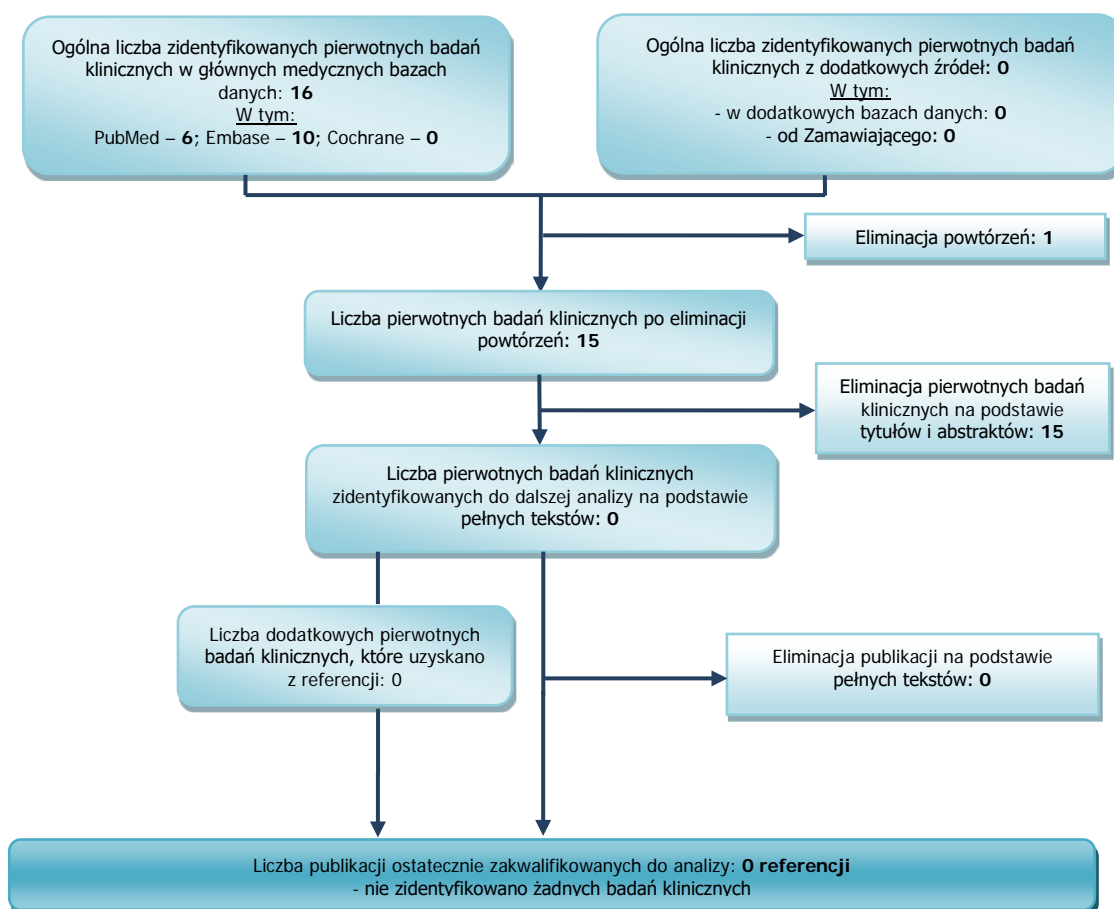 Ogólna liczba zidentyfikowanych pierwotnych badań
klinicznych w głównych medycznych bazach
danych: 16
W tym:
PubMed – 6; Embase – 10; Cochrane – 0
Ogólna liczba zidentyfikowanych pierwotnych badań
klinicznych z dodatkowych źródeł: 0
W tym:
- w dodatkowych bazach danych: 0
- od Zamawiającego: 0
Eliminacja powtórzeń: 1
Liczba pierwotnych badań klinicznych po eliminacji
powtórzeń: 15
Eliminacja pierwotnych badań
klinicznych na podstawie
tytułów i abstraktów: 15
Liczba pierwotnych badań klinicznych
zidentyfikowanych do dalszej analizy na podstawie
pełnych tekstów: 0
Liczba dodatkowych pierwotnych
badań klinicznych, które uzyskano
z referencji: 0
Eliminacja publikacji na podstawie
pełnych tekstów: 0
Liczba publikacji ostatecznie zakwalifikowanych do analizy: 0 referencji
- nie zidentyfikowano żadnych badań klinicznych